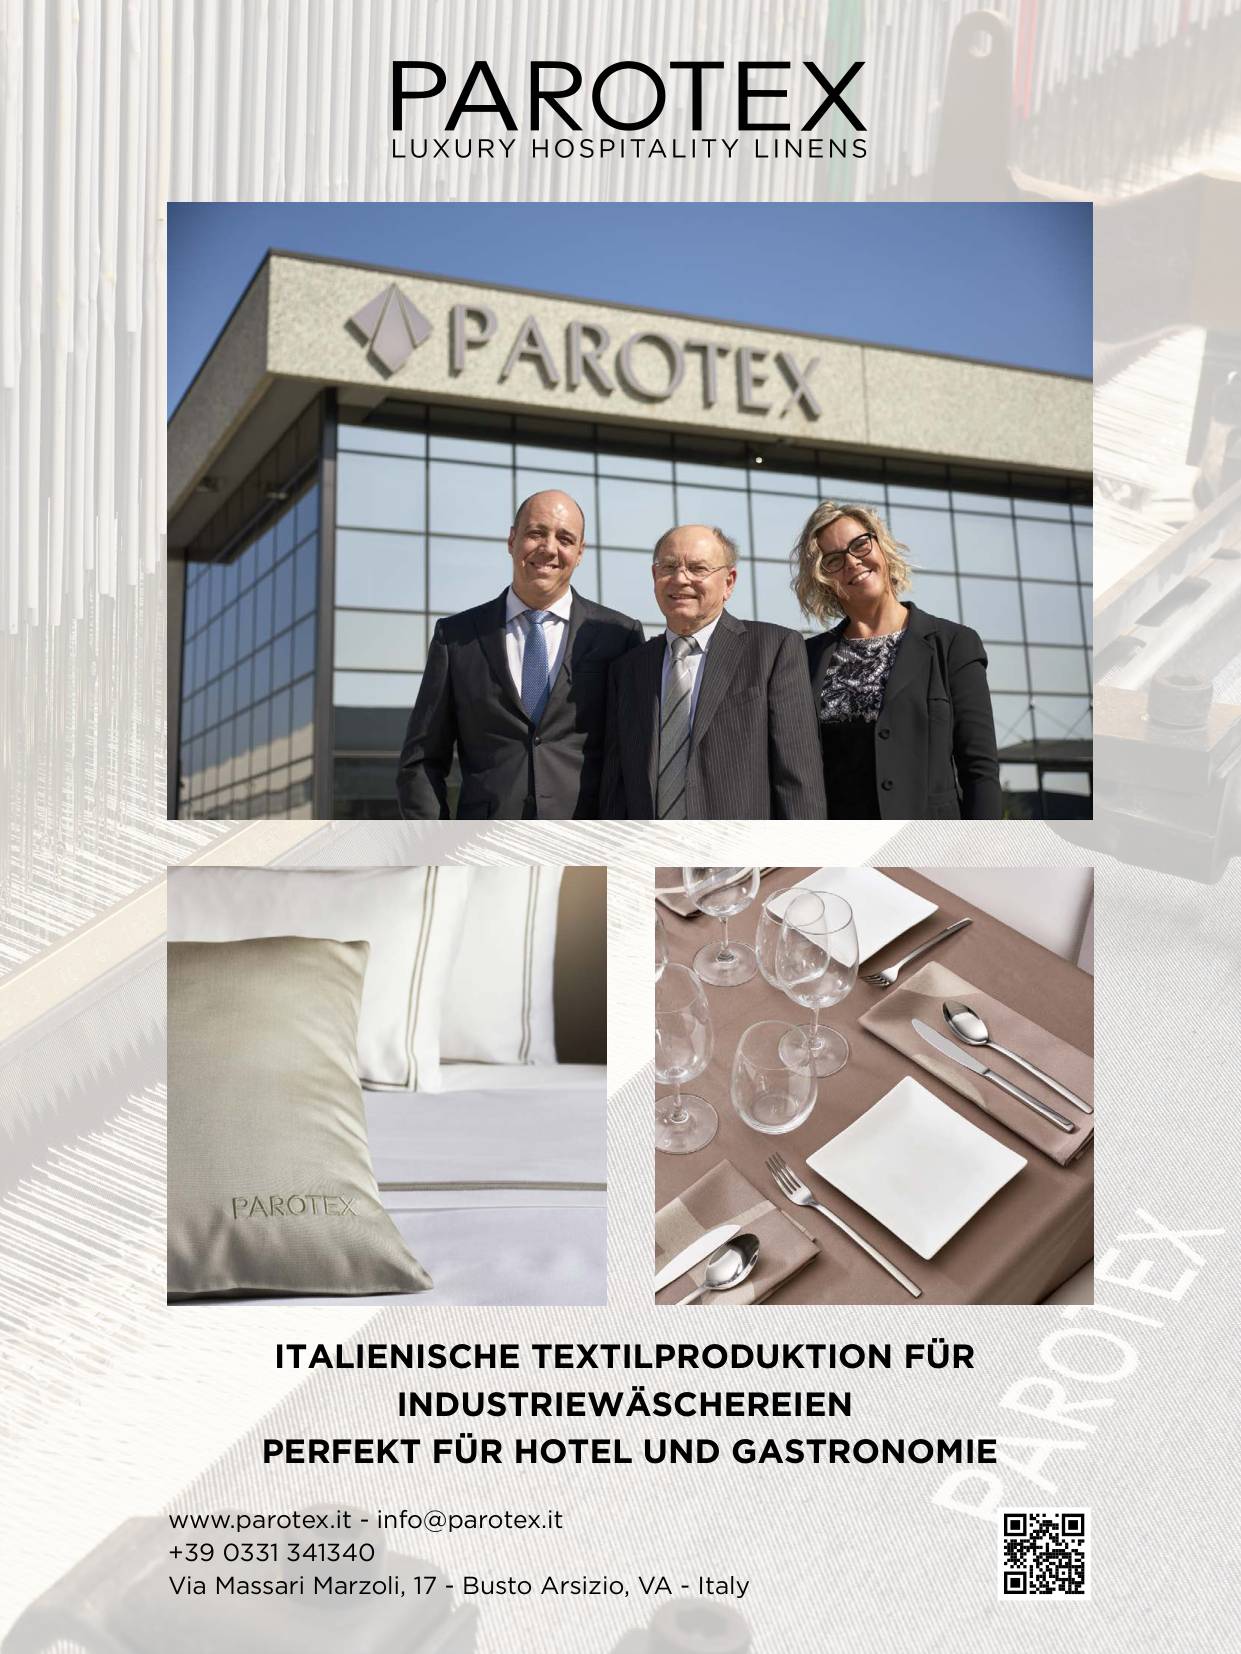 PAROTEX
LUXURY HOSPITALITY LINENS
PAROTEX
PAROTEX
PAROTEX
ITALIENISCHE TEXTILPRODUKTION FÜR
INDUSTRIEWÄSCHEREIEN
PERFEKT FÜR HOTEL UND GASTRONOMIE
www.parotex.it - info@parotex.it
+39 0331 341340
Via Massari Marzoli, 17 - Busto Arsizio, VA - Italy